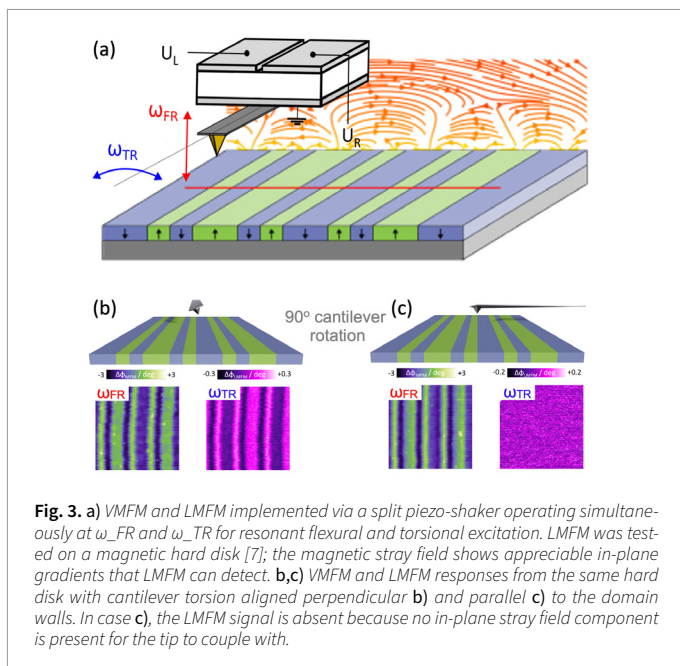 (a)
U_L
U_R
ω_FR
ω_TR
(b)
90º cantilever
rotation
(c)
-3 Δϕ_VMFM / deg +3
-0.3 Δϕ_LMFM / deg +0.3
-3 Δϕ_VMFM / deg +3
-0.2 Δϕ_LMFM / deg +0.2
ω_FR
ω_TR
ω_FR
ω_TR
Fig. 3. a) VMFM and LMFM implemented via a split piezo-shaker operating simultane-
ously at ω_FR and ω_TR for resonant flexural and torsional excitation. LMFM was test-
ed on a magnetic hard disk [7]; the magnetic stray field shows appreciable in-plane
gradients that LMFM can detect. b,c) VMFM and LMFM responses from the same hard
disk with cantilever torsion aligned perpendicular b) and parallel c) to the domain
walls. In case c), the LMFM signal is absent because no in-plane stray field component
is present for the tip to couple with.